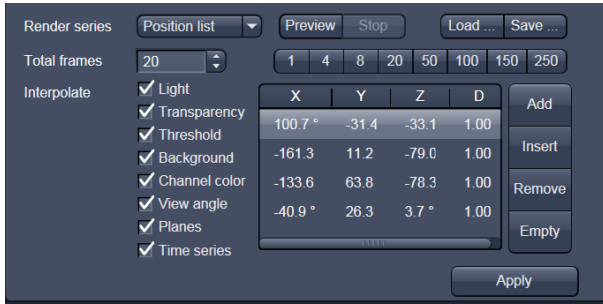 Render series Position list Preview Stop Load ... Save ...
Total frames 20 1 4 8 20 50 100 150 250
Interpolate Light
Transparency
Threshold
Background
Channel color
View angle
Planes
Time series
X Y Z D
100.7 ° -31.4 -33.1 1.00
-161.3 11.2 -79.0 1.00
-133.6 63.8 -78.3 1.00
-40.9 ° 26.3 3.7 ° 1.00
Add
Insert
Remove
Empty
Apply